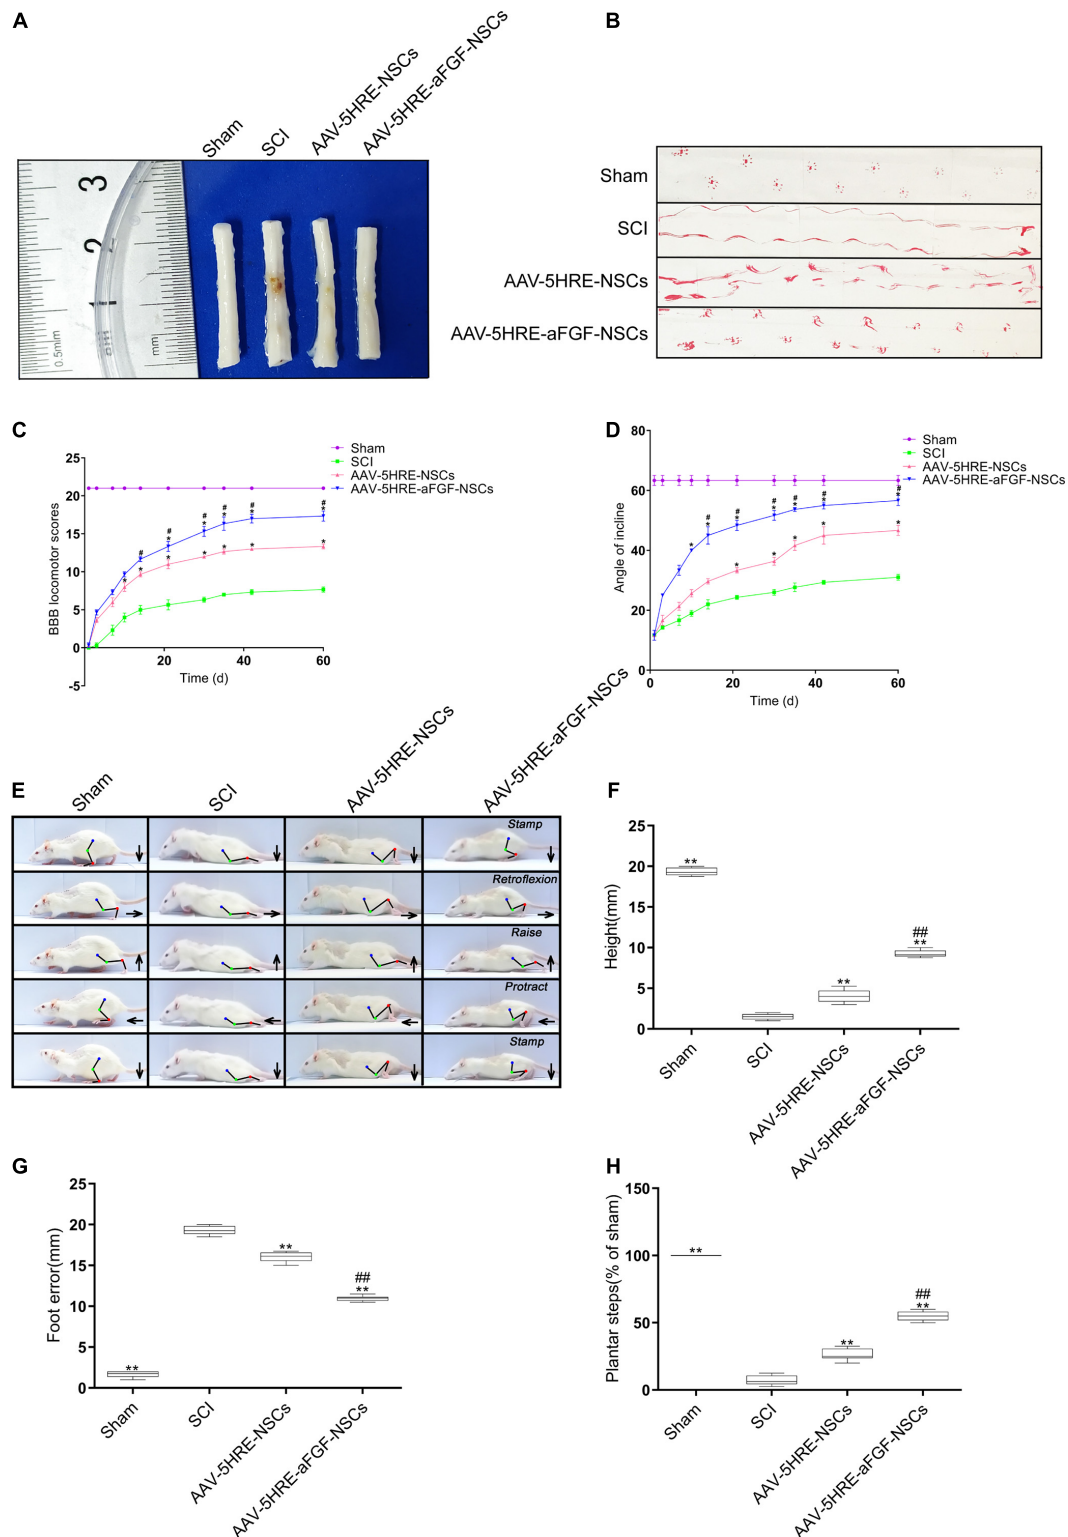 A
Sham
SCI
AAV-5HRE-NSCs
AAV-5HRE-aFGF-NSCs
3
2
1
0.5mm
mm
B
Sham
SCI
AAV-5HRE-NSCs
AAV-5HRE-aFGF-NSCs
C
Sham
SCI
AAV-5HRE-NSCs
AAV-5HRE-aFGF-NSCs
BBB locomotor scores
25
20
15
10
5
0
-5
20
40
60
Time (d)
# # # # # #
* * * * * *
* * * * * * *
D
Sham
SCI
AAV-5HRE-NSCs
AAV-5HRE-aFGF-NSCs
Angle of incline
80
60
40
20
0
0
20
40
60
Time (d)
# # # # # #
* * * * * * *
* * * *
E
Sham
SCI
AAV-5HRE-NSCs
AAV-5HRE-aFGF-NSCs
Stamp
Retroflexion
Raise
Protract
Stamp
F
Height(mm)
25
20
15
10
5
0
**
**
##
**
Sham
SCI
AAV-5HRE-NSCs
AAV-5HRE-aFGF-NSCs
G
Foot error(mm)
25
20
15
10
5
0
**
**
##
**
Sham
SCI
AAV-5HRE-NSCs
AAV-5HRE-aFGF-NSCs
H
Plantar steps(% of sham)
150
100
50
0
**
**
##
**
Sham
SCI
AAV-5HRE-NSCs
AAV-5HRE-aFGF-NSCs